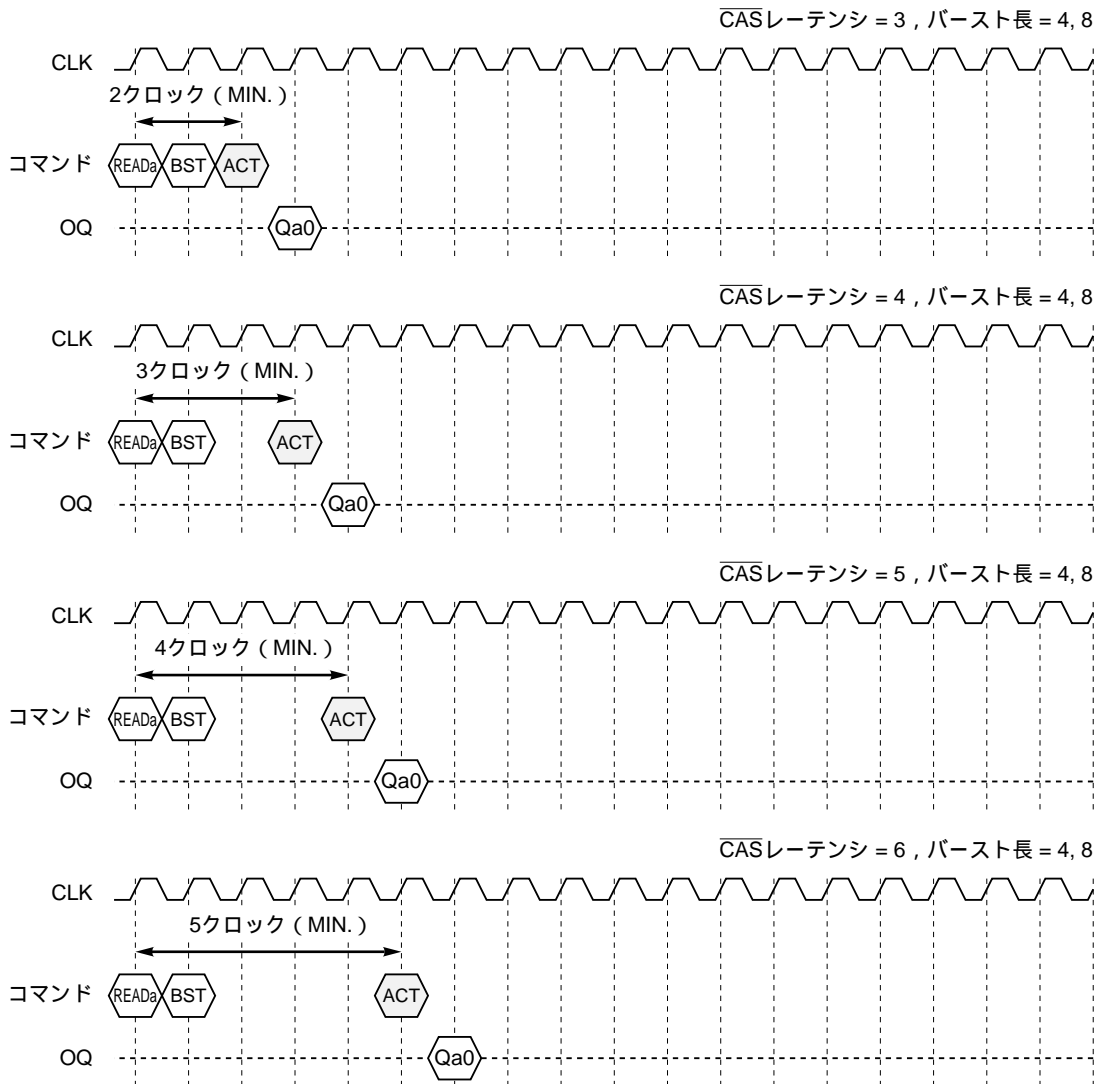 CASレーテンシ = 3 , バースト長 = 4, 8
CLK
2クロック ( MIN. )
コマンド READa BST ACT
OQ Qa0
CASレーテンシ = 4 , バースト長 = 4, 8
CLK
3クロック ( MIN. )
コマンド READa BST ACT
OQ Qa0
CASレーテンシ = 5 , バースト長 = 4, 8
CLK
4クロック ( MIN. )
コマンド READa BST ACT
OQ Qa0
CASレーテンシ = 6 , バースト長 = 4, 8
CLK
5クロック ( MIN. )
コマンド READa BST ACT
OQ Qa0